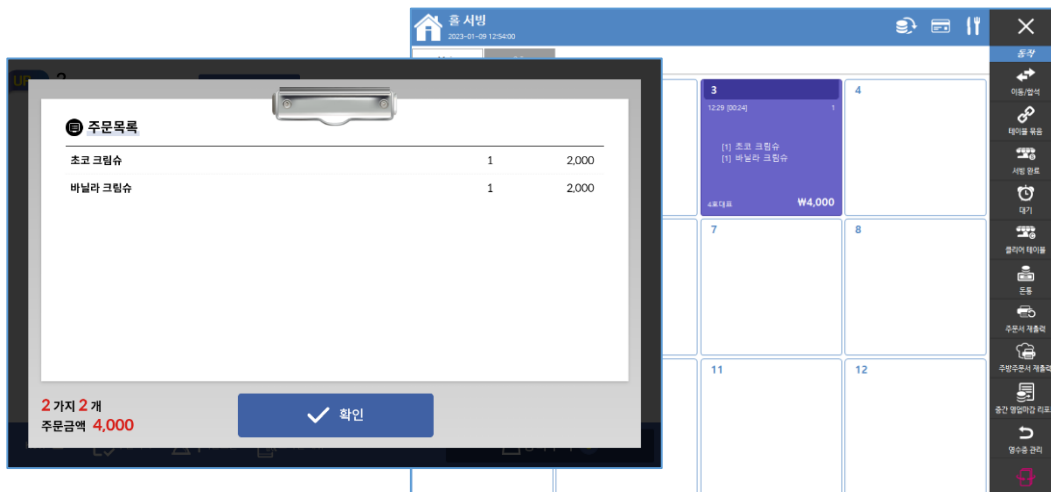 홀 서빙
2023-01-09 12:54:00
동작
이동/합석
테이블 묶음
서빙 완료
대기
클리어 테이블
돈통
주문서 재출력
주방주문서 재출력
중간 영업마감 리포
영수증 관리
주문목록
초코 크림슈 1 2,000
바닐라 크림슈 1 2,000
2 가지 2 개
주문금액 4,000
확인
3
12:29 [00:24] 1
[1] 초코 크림슈
[1] 바닐라 크림슈
4표대표 ₩4,000
4
7
8
11
12